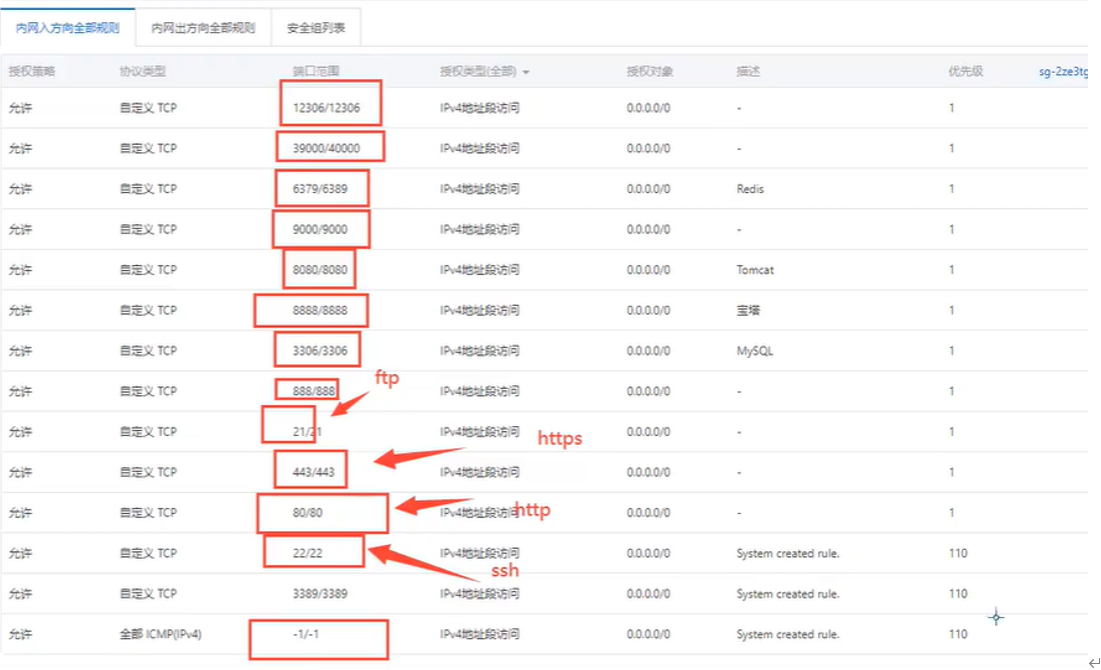 内网入方向全部规则 内网出方向全部规则 安全组列表
授权策略 协议类型 端口范围 授权类型(全部) 授权对象 描述 优先级 sg-2ze3tg
允许 自定义 TCP 12306/12306 IPv4地址段访问 0.0.0.0/0 - 1
允许 自定义 TCP 39000/40000 IPv4地址段访问 0.0.0.0/0 - 1
允许 自定义 TCP 6379/6389 IPv4地址段访问 0.0.0.0/0 Redis 1
允许 自定义 TCP 9000/9000 IPv4地址段访问 0.0.0.0/0 - 1
允许 自定义 TCP 8080/8080 IPv4地址段访问 0.0.0.0/0 Tomcat 1
允许 自定义 TCP 8888/8888 IPv4地址段访问 0.0.0.0/0 宝塔 1
允许 自定义 TCP 3306/3306 IPv4地址段访问 0.0.0.0/0 MySQL 1
ftp
允许 自定义 TCP 888/888 IPv4地址段访问 0.0.0.0/0 - 1
允许 自定义 TCP 21/21 IPv4地址段访问 0.0.0.0/0 - 1
https
允许 自定义 TCP 443/443 IPv4地址段访问 0.0.0.0/0 - 1
允许 自定义 TCP 80/80 IPv4地址段访问 http 0.0.0.0/0 - 1
允许 自定义 TCP 22/22 IPv4地址段访问 0.0.0.0/0 System created rule. 110
ssh
允许 自定义 TCP 3389/3389 IPv4地址段访问 0.0.0.0/0 System created rule. 110
允许 全部 ICMP(IPv4) -1/-1 IPv4地址段访问 0.0.0.0/0 System created rule. 110